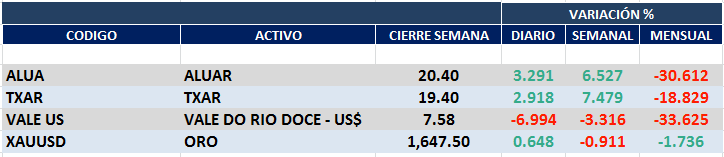 VARIACIÓN %
CODIGO ACTIVO CIERRE SEMANA DIARIO SEMANAL MENSUAL
ALUA ALUAR 20.40 3.291 6.527 -30.612
TXAR TXAR 19.40 2.918 7.479 -18.829
VALE US VALE DO RIO DOCE - US$ 7.58 -6.994 -3.316 -33.625
XAUUSD ORO 1,647.50 0.648 -0.911 -1.736